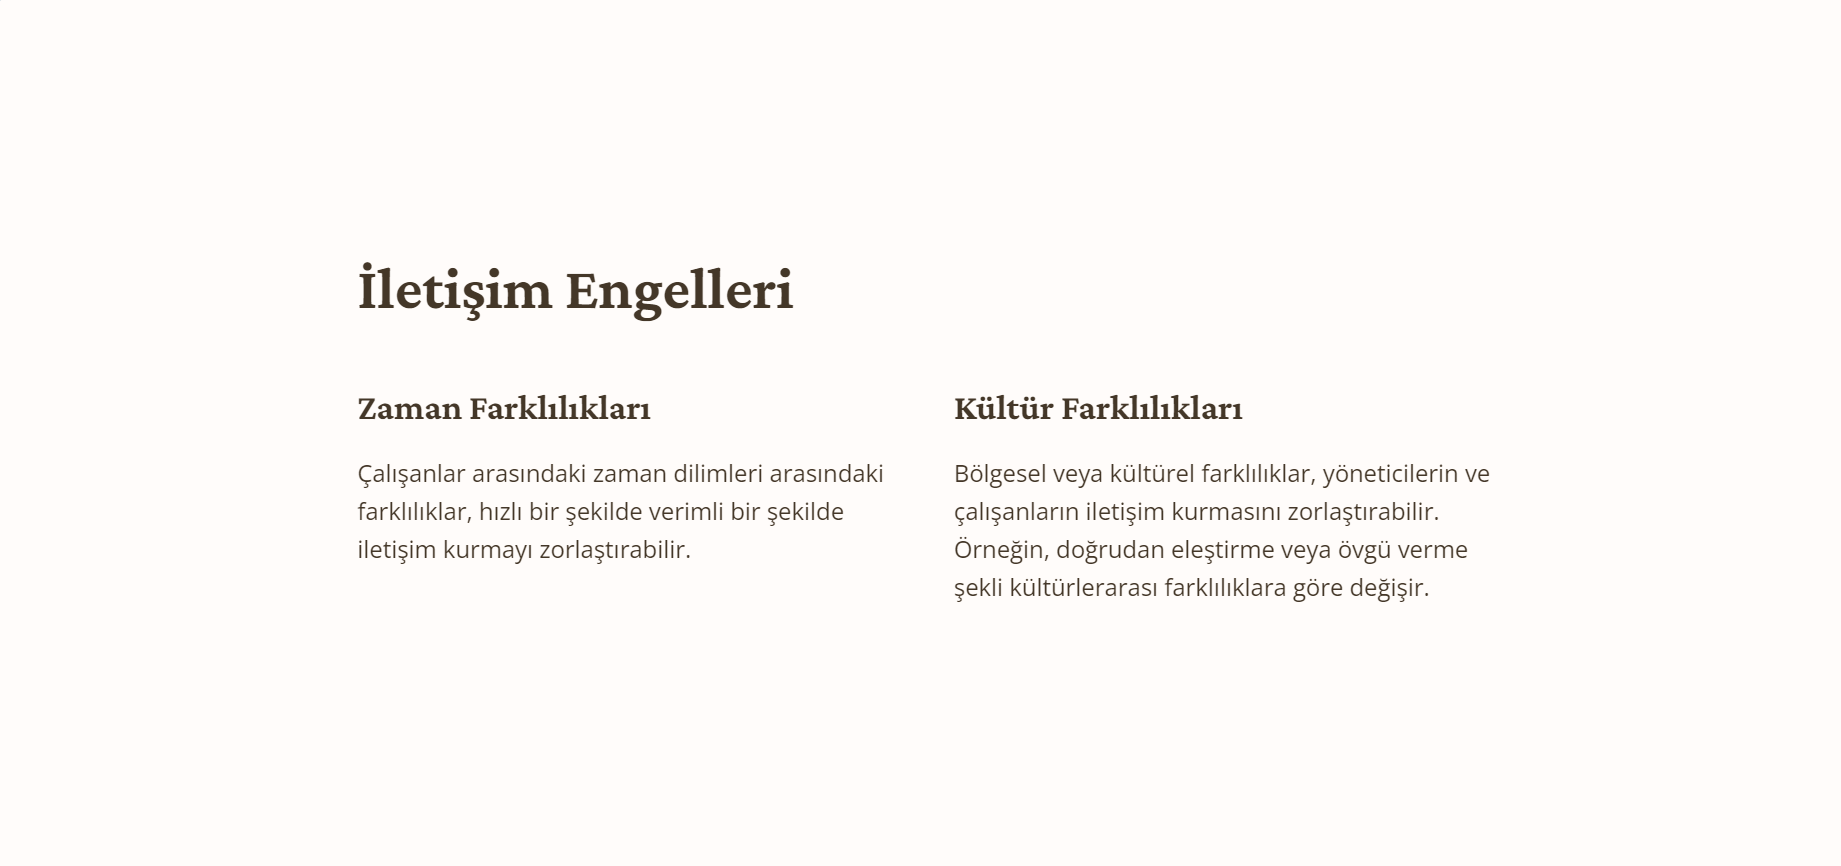 İletişim Engelleri
Zaman Farklılıkları
Çalışanlar arasındaki zaman dilimleri arasındaki
farklılıklar, hızlı bir şekilde verimli bir şekilde
iletişim kurmayı zorlaştırabilir.
Kültür Farklılıkları
Bölgesel veya kültürel farklılıklar, yöneticilerin ve
çalışanların iletişim kurmasını zorlaştırabilir.
Örneğin, doğrudan eleştirme veya övgü verme
şekli kültürlerarası farklılıklara göre değişir.